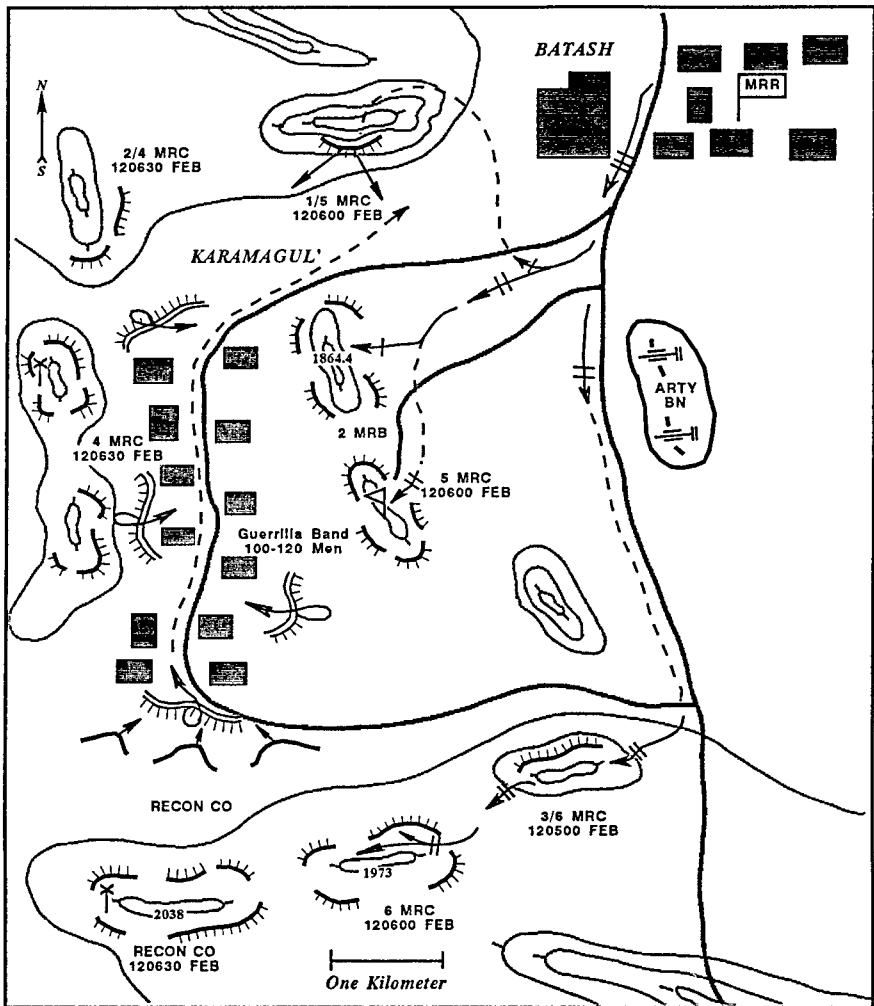 BATASH
MRR
N
S
2/4 MRC
120630 FEB
1/5 MRC
120600 FEB
KARAMAGUL'
1864.4
ARTY
BN
2 MRB
4 MRC
120630 FEB
5 MRC
120600 FEB
Guerrilla Band
100-120 Men
RECON CO
3/6 MRC
120500 FEB
1973
2038
6 MRC
120600 FEB
RECON CO
120630 FEB
One Kilometer